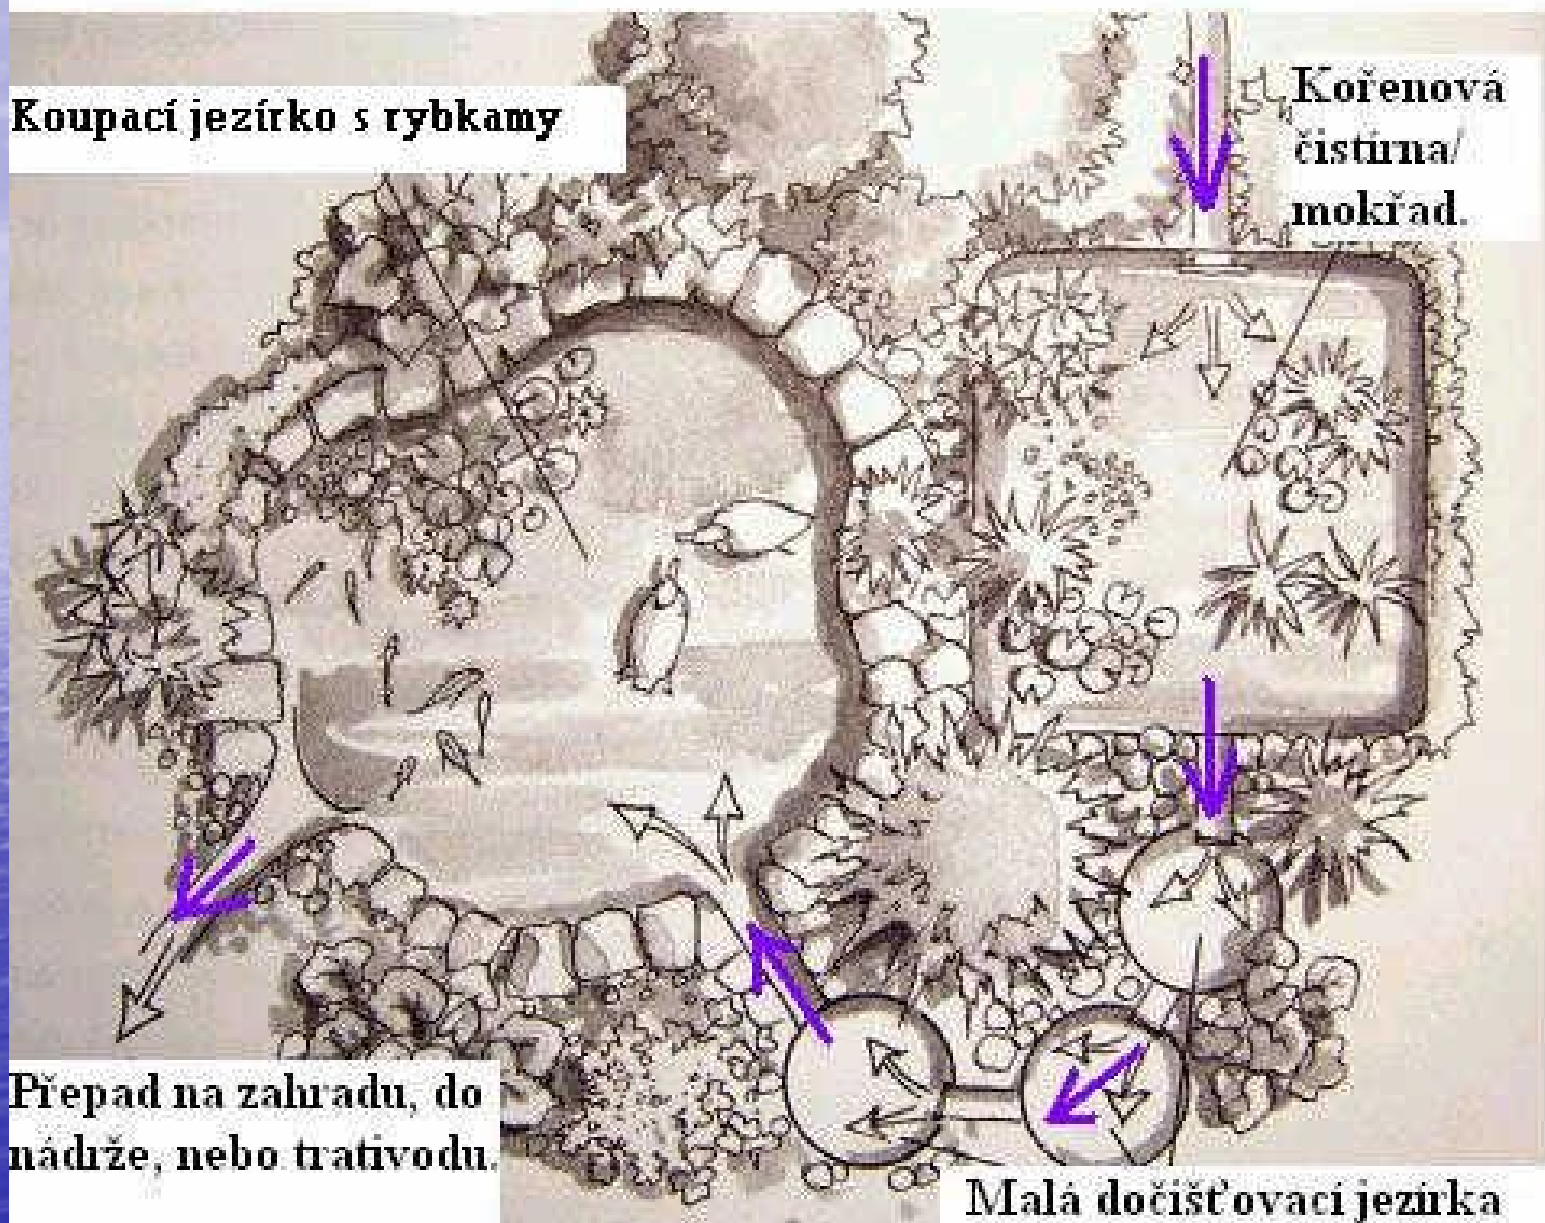 Koupací jezírko s rybkamy
Kořenová
čistírna/
mokřad.
Přepad na zahradu, do
nádrže, nebo trativodu.
Malá dočišťovací jezírka